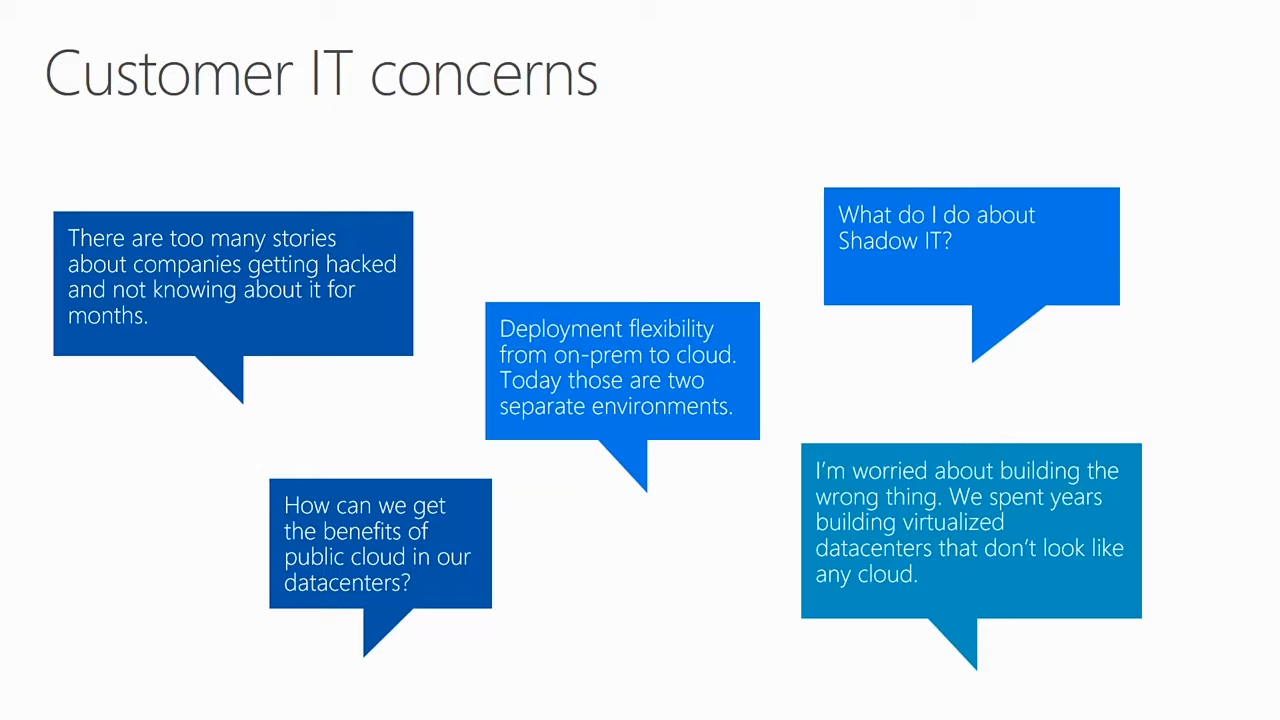 Customer IT concerns
There are too many stories
about companies getting hacked
and not knowing about it for
months.
What do I do about
Shadow IT?
Deployment flexibility
from on-prem to cloud.
Today those are two
separate environments.
How can we get
the benefits of
public cloud in our
datacenters?
I'm worried about building the
wrong thing. We spent years
building virtualized
datacenters that don't look like
any cloud.